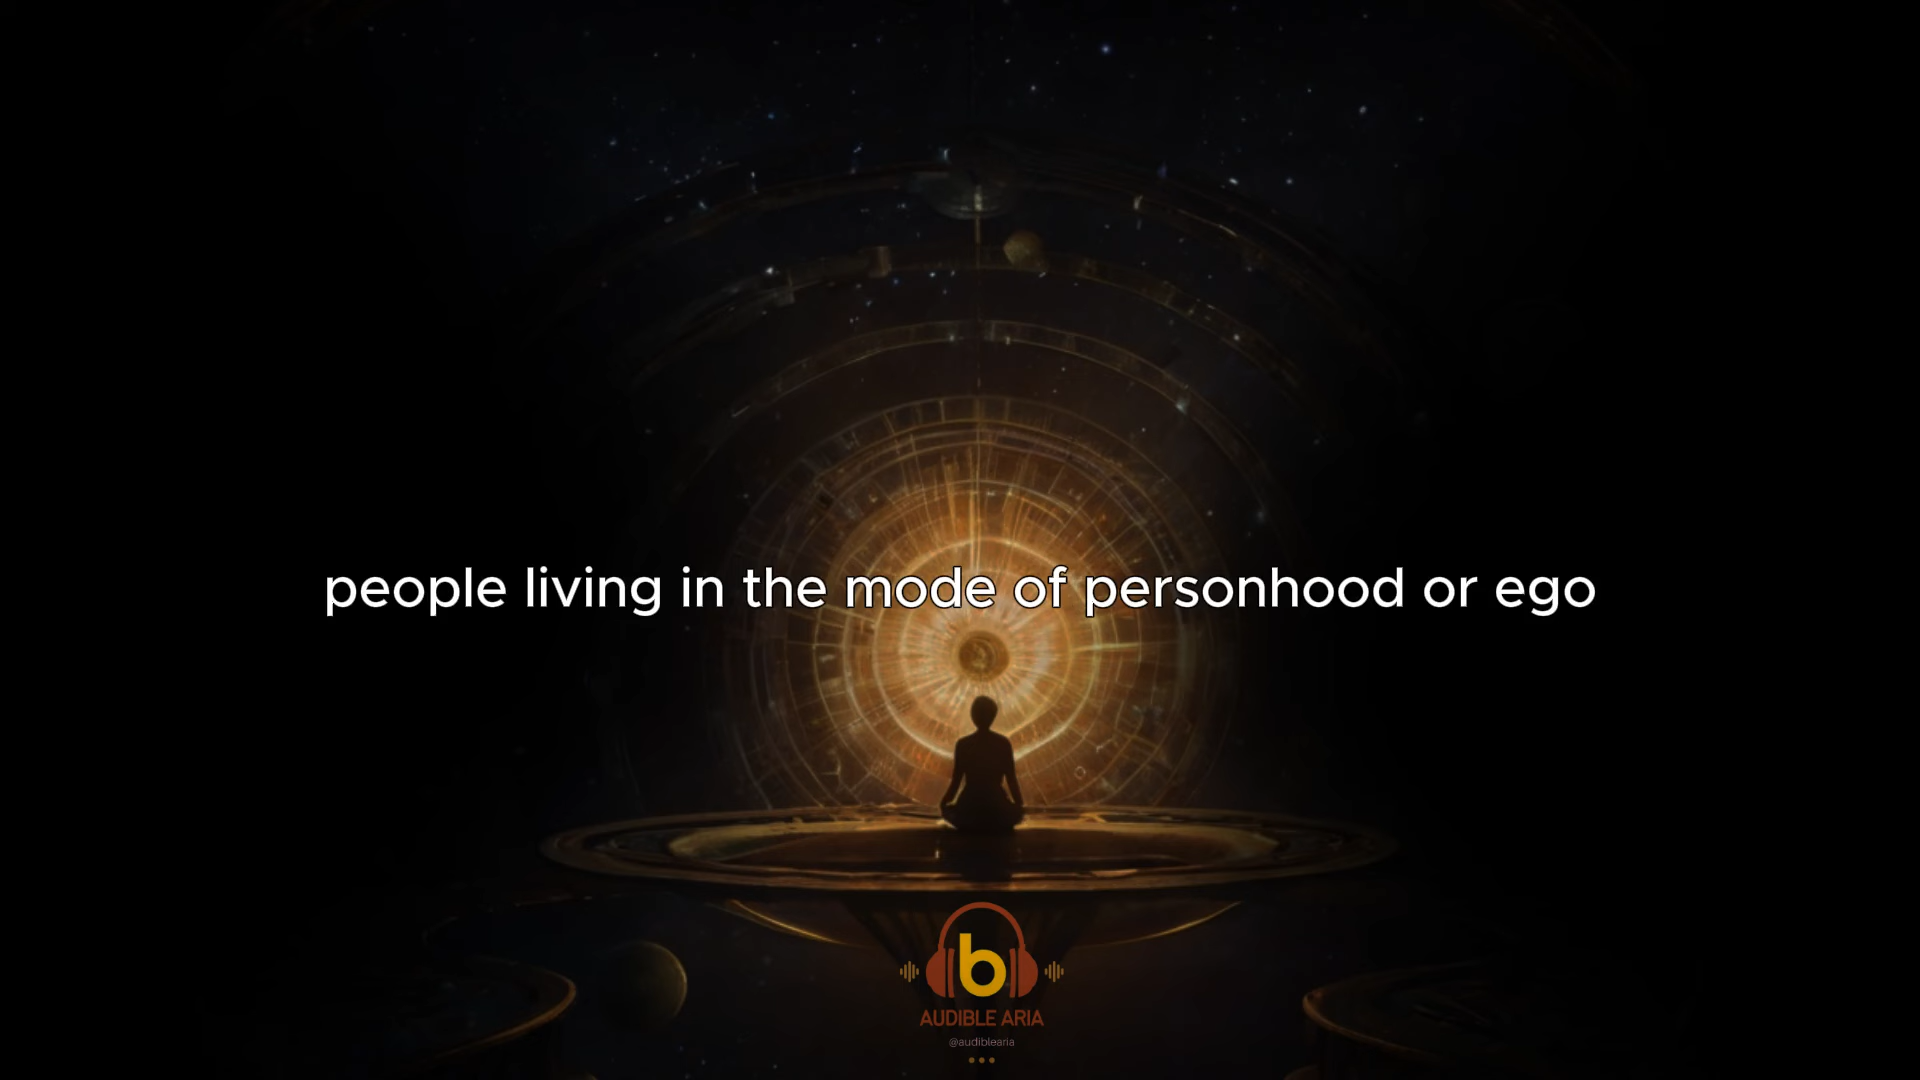 people living in the mode of personhood or ego
b
AUDIBLE ARIA
@audiblearia